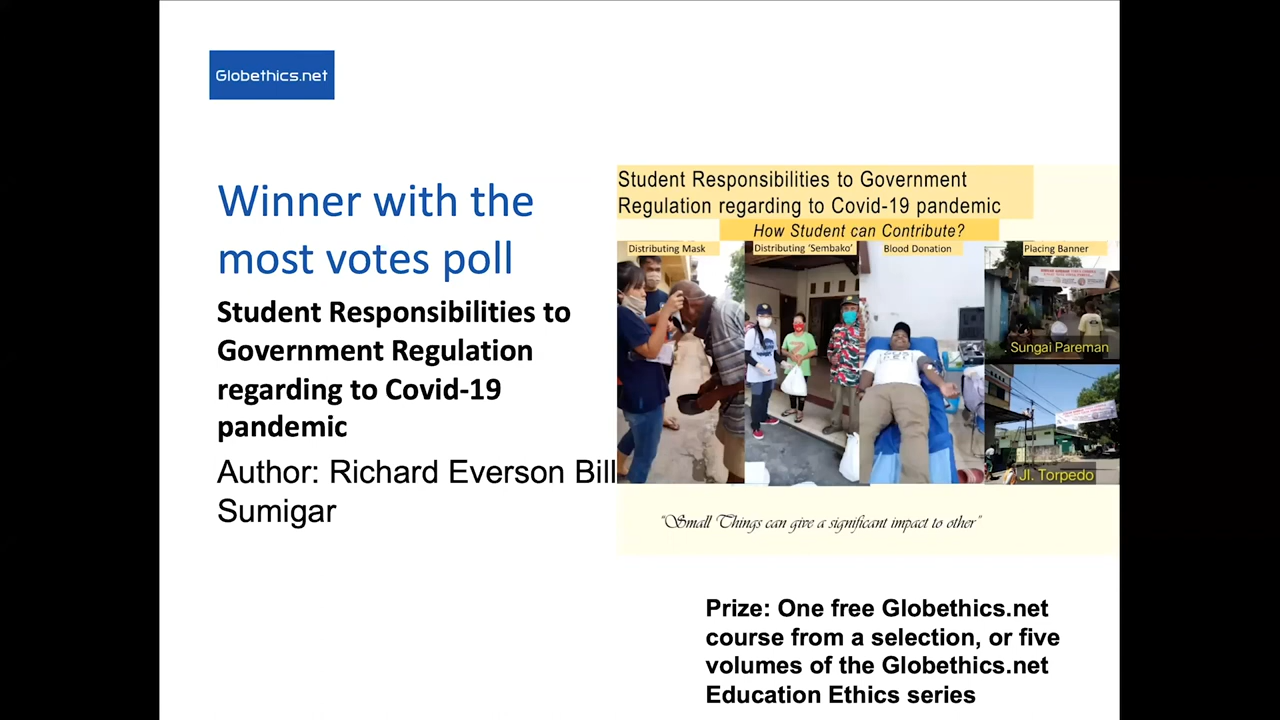 Globethics.net
Winner with the
most votes poll
Student Responsibilities to
Government Regulation
regarding to Covid-19
pandemic
Author: Richard Everson Bill
Sumigar
Student Responsibilities to Government
Regulation regarding to Covid-19 pandemic
How Student can Contribute?
Distributing Mask
Distributing 'Sembako'
Blood Donation
Placing Banner
. Sungai Pareman
Jl. Torpedo
"Small Things can give a significant impact to other"
Prize: One free Globethics.net
course from a selection, or five
volumes of the Globethics.net
Education Ethics series